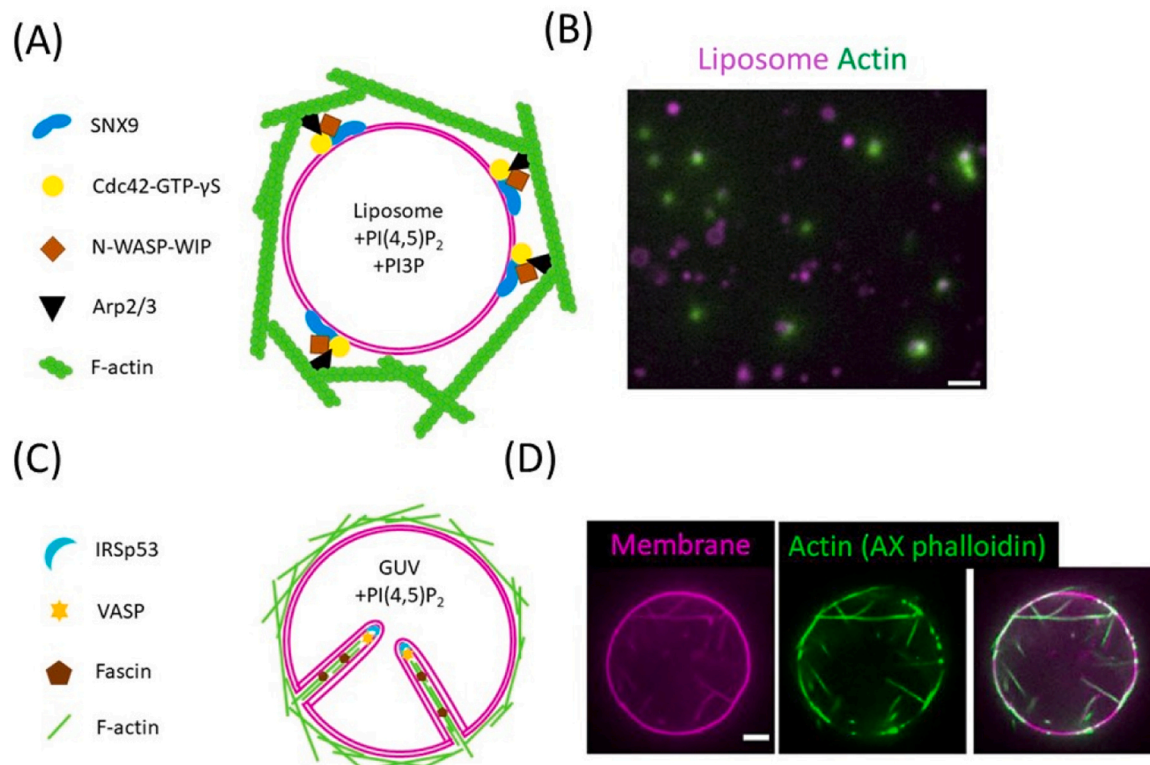 (A)
SNX9
Cdc42-GTP-γS
N-WASP-WIP
Arp2/3
F-actin
Liposome
+PI(4,5)P₂
+PI3P
(B)
Liposome Actin
(C)
IRSp53
VASP
Fascin
F-actin
GUV
+PI(4,5)P₂
(D)
Membrane
Actin (AX phalloidin)